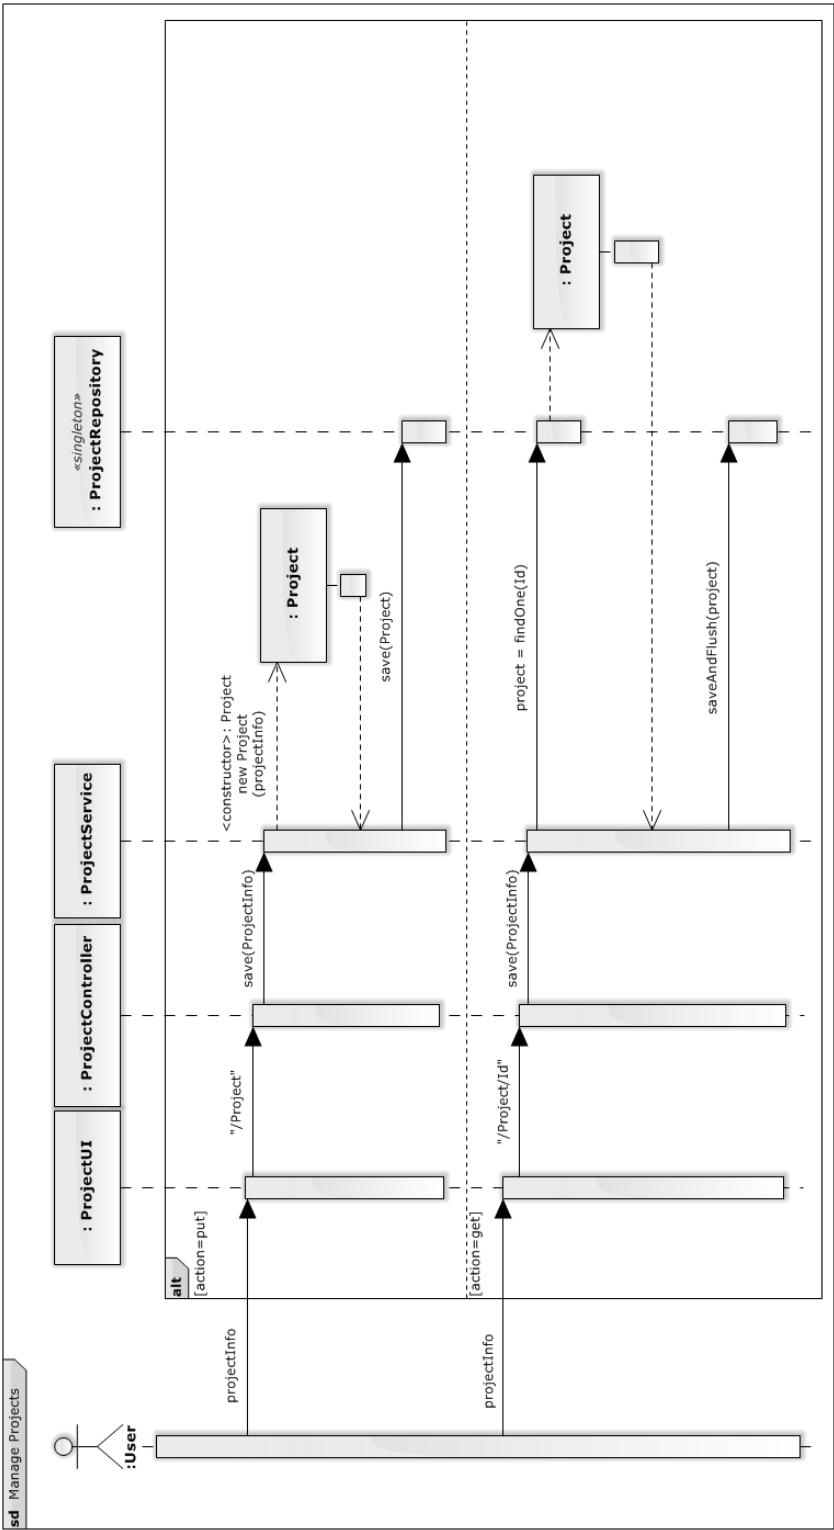 sd Manage Projects
:User
: ProjectUI
: ProjectController
: ProjectService
«singleton»
: ProjectRepository
alt
[action=put]
projectInfo
"/Project"
save(ProjectInfo)
<constructor>: Project
new Project
(projectInfo)
: Project
save(Project)
[action=get]
projectInfo
"/Project/Id"
save(ProjectInfo)
project = findOne(Id)
: Project
saveAndFlush(project)